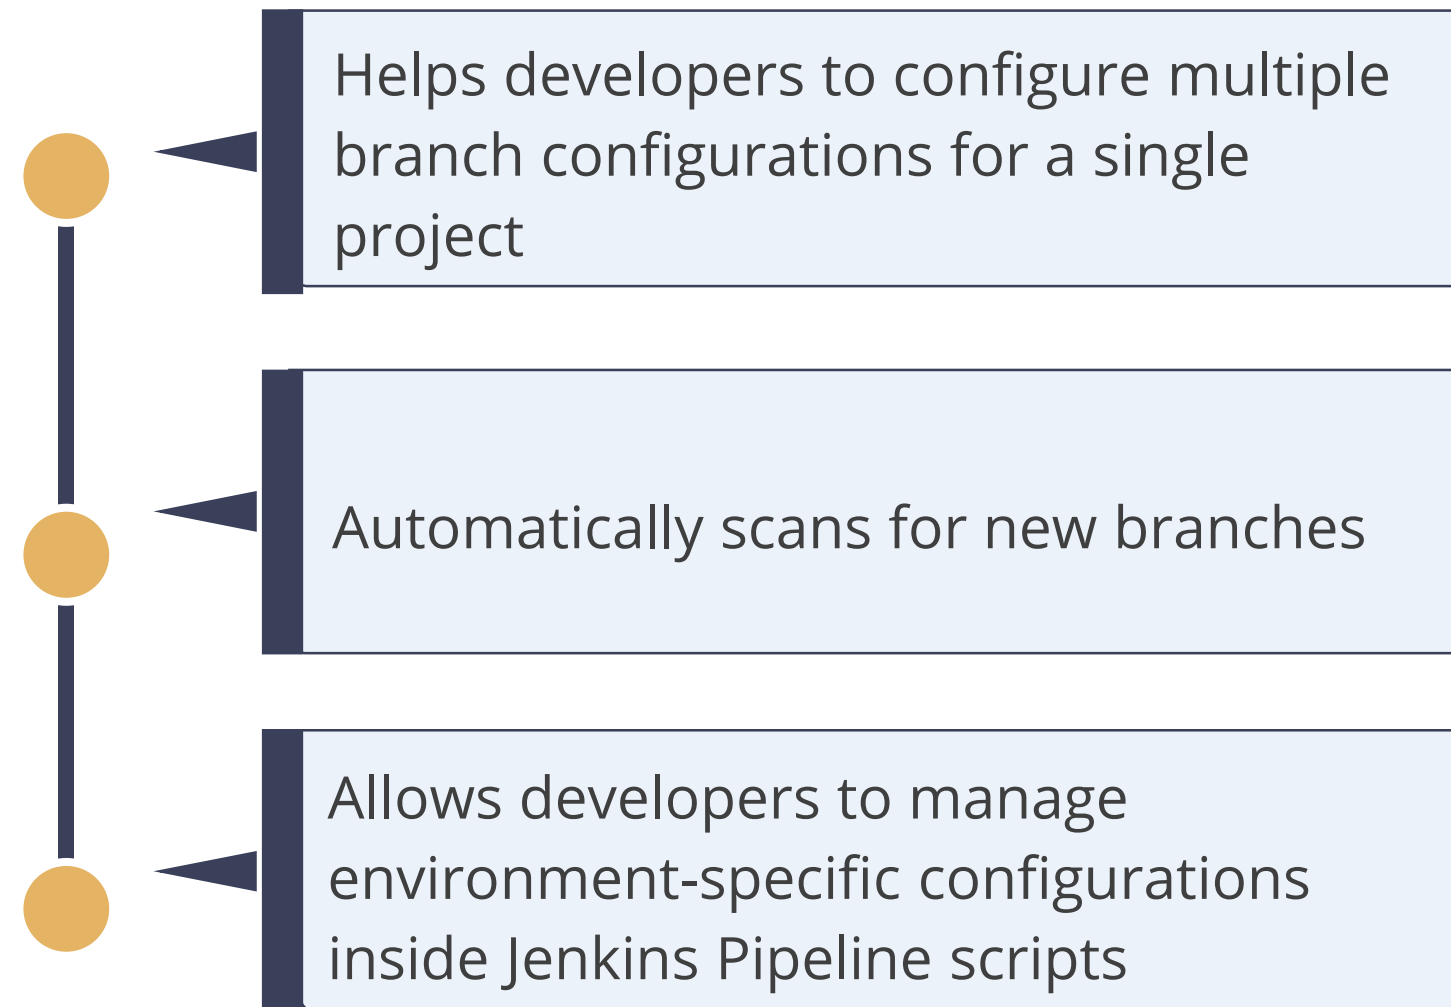 Helps developers to configure multiple
branch configurations for a single
project
Automatically scans for new branches
Allows developers to manage
environment-specific configurations
inside Jenkins Pipeline scripts